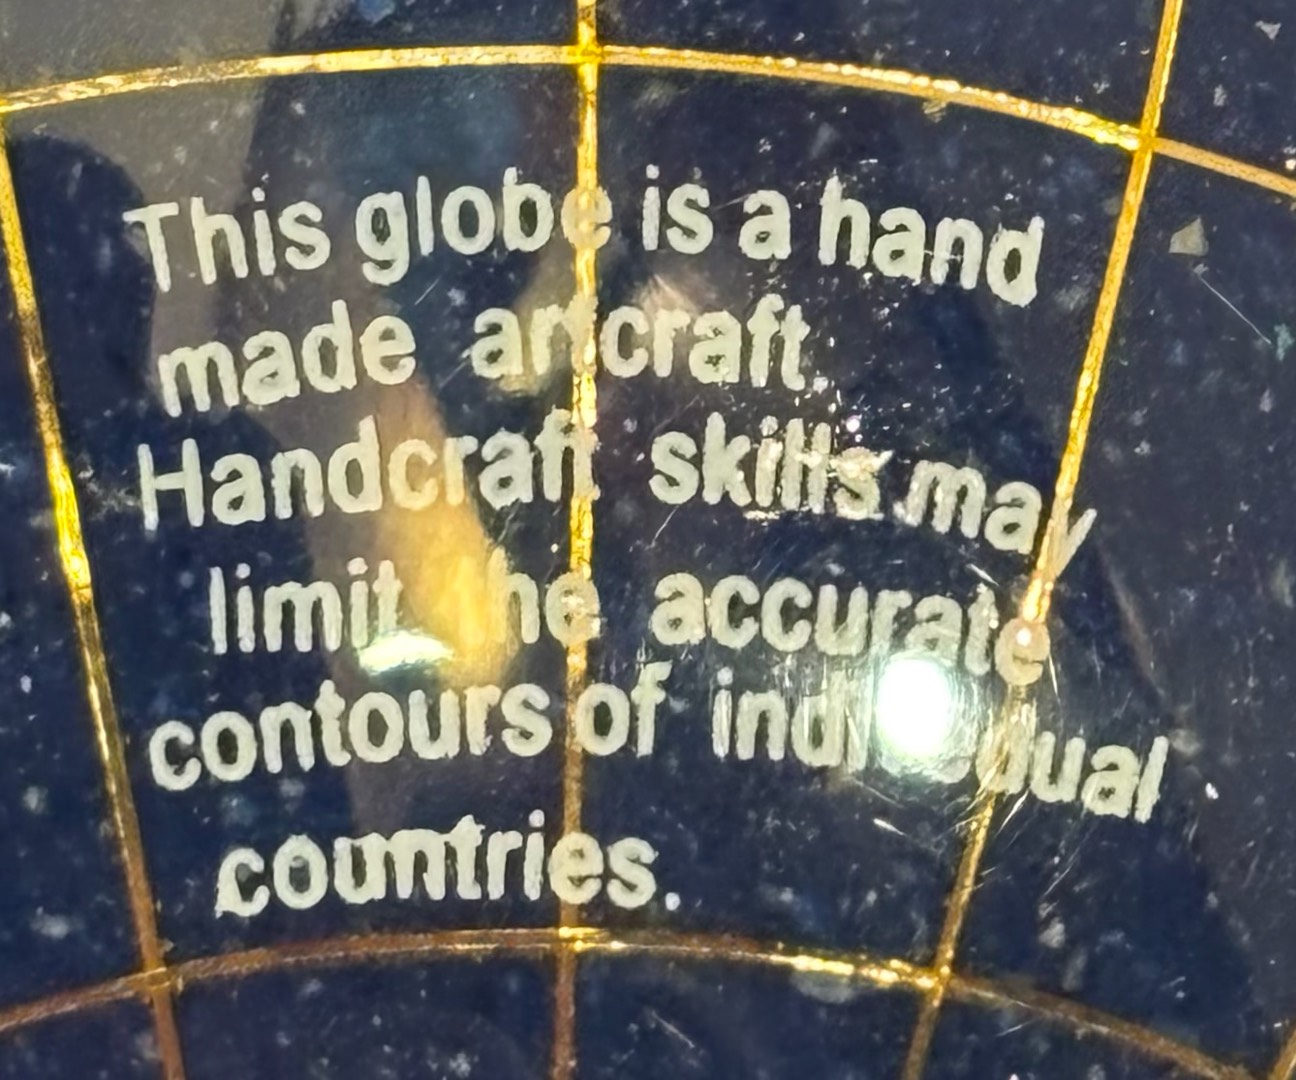 This globe is a hand
made artcraft.
Handcraft skills may
limit the accurate
contours of individual
countries.